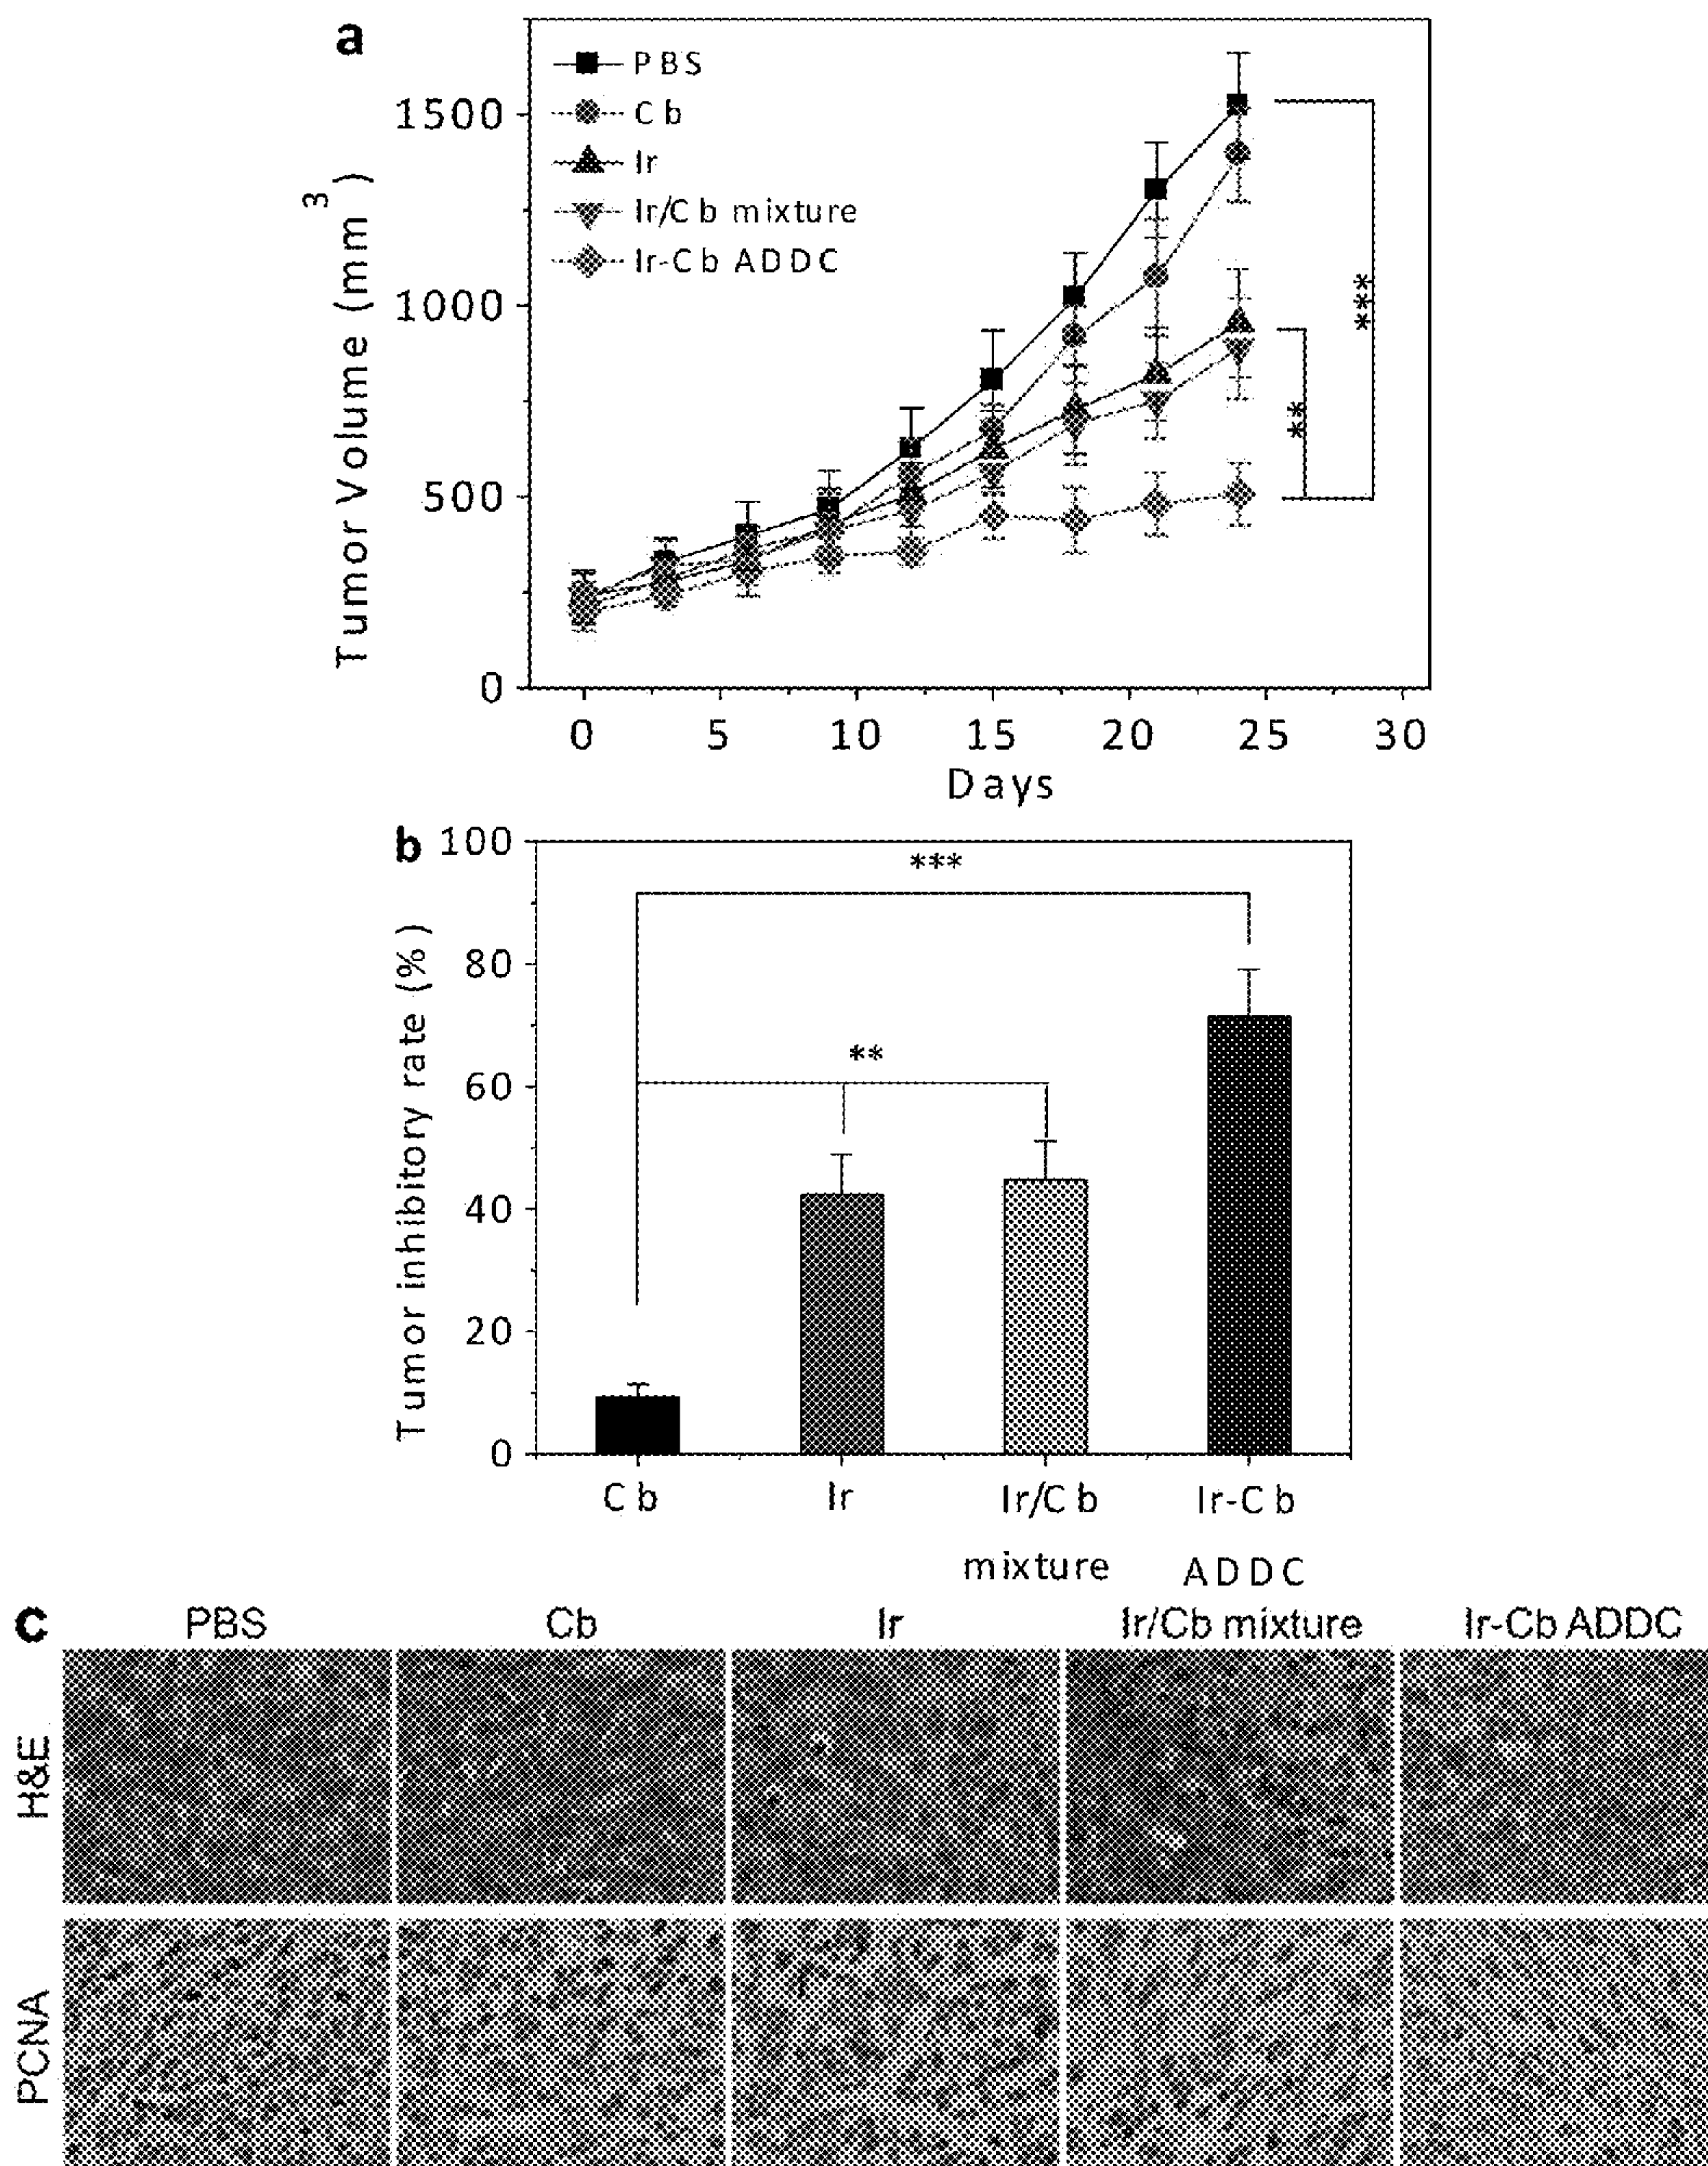 a
PBS
Cb
Ir
Ir/Cb mixture
Ir-Cb ADDC
1500
1000
500
0
Tumor Volume (mm3)
***
**
0 5 10 15 20 25 30
Days
b
100
80
60
40
20
0
Tumor inhibitory rate (%)
***
**
Cb Ir Ir/Cb Ir-Cb
mixture ADDC
c PBS Cb Ir Ir/Cb mixture Ir-Cb ADDC
H&E
PCNA